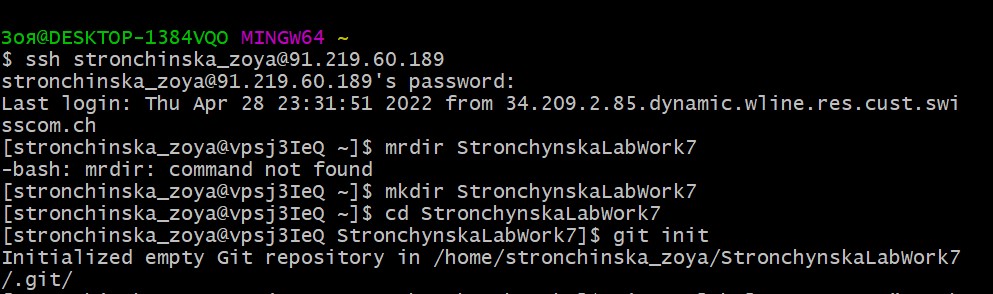 Зоя@DESKTOP-1384VQO MINGW64 ~
$ ssh stronchinska_zoya@91.219.60.189
stronchinska_zoya@91.219.60.189's password:
Last login: Thu Apr 28 23:31:51 2022 from 34.209.2.85.dynamic.wline.res.cust.swi
sscom.ch
[stronchinska_zoya@vpsj3IeQ ~]$ mrdir StronchynskaLabWork7
-bash: mrdir: command not found
[stronchinska_zoya@vpsj3IeQ ~]$ mkdir StronchynskaLabWork7
[stronchinska_zoya@vpsj3IeQ ~]$ cd StronchynskaLabWork7
[stronchinska_zoya@vpsj3IeQ StronchynskaLabWork7]$ git init
Initialized empty Git repository in /home/stronchinska_zoya/StronchynskaLabWork7
/.git/